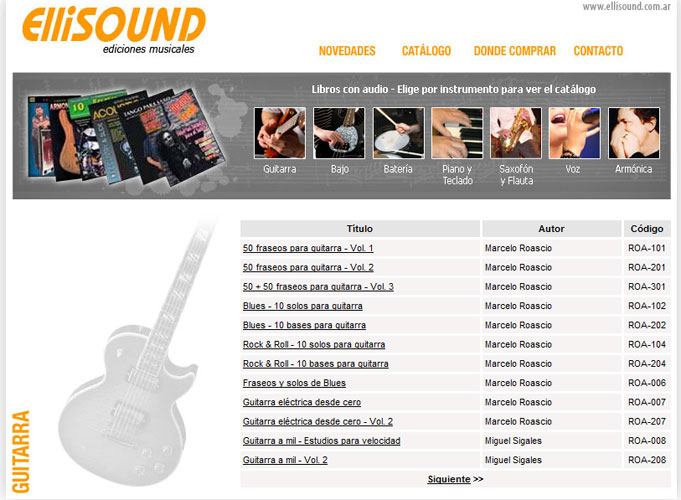 EllisOUND
ediciones musicales
www.ellisound.com.ar
NOVEDADES CATÁLOGO DONDE COMPRAR CONTACTO
Libros con audio - Elige por instrumento para ver el catálogo
Guitarra Bajo Batería Piano y Teclado Saxofón y Flauta Voz Armónica
GUITARRA
Título Autor Código
50 fraseos para guitarra - Vol. 1 Marcelo Roascio ROA-101
50 fraseos para guitarra - Vol. 2 Marcelo Roascio ROA-201
50 + 50 fraseos para guitarra - Vol. 3 Marcelo Roascio ROA-301
Blues - 10 solos para guitarra Marcelo Roascio ROA-102
Blues - 10 bases para guitarra Marcelo Roascio ROA-202
Rock & Roll - 10 solos para guitarra Marcelo Roascio ROA-104
Rock & Roll - 10 bases para guitarra Marcelo Roascio ROA-204
Fraseos y solos de Blues Marcelo Roascio ROA-006
Guitarra eléctrica desde cero Marcelo Roascio ROA-007
Guitarra eléctrica desde cero - Vol. 2 Marcelo Roascio ROA-207
Guitarra a mil - Estudios para velocidad Miguel Sigales ROA-008
Guitarra a mil - Vol. 2 Miguel Sigales ROA-208
Siguiente >>